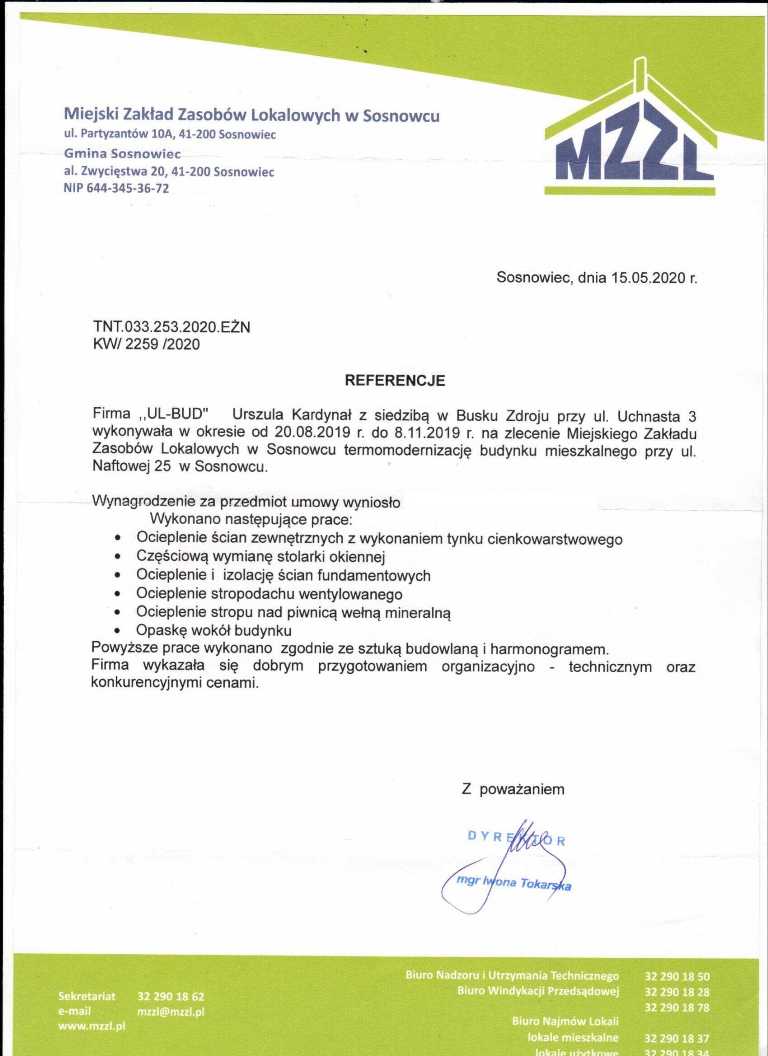 Miejski Zakład Zasobów Lokalowych w Sosnowcu
ul. Partyzantów 10A, 41-200 Sosnowiec
Gmina Sosnowiec
al. Zwycięstwa 20, 41-200 Sosnowiec
NIP 644-345-36-72
MZZL
Sosnowiec, dnia 15.05.2020 r.
TNT.033.253.2020.EŻN
KW/ 2259 /2020
REFERENCJE
Firma ,,UL-BUD" Urszula Kardynał z siedzibą w Busku Zdroju przy ul. Uchnasta 3
wykonywała w okresie od 20.08.2019 r. do 8.11.2019 r. na zlecenie Miejskiego Zakładu
Zasobów Lokalowych w Sosnowcu termomodernizację budynku mieszkalnego przy ul.
Naftowej 25 w Sosnowcu.
Wynagrodzenie za przedmiot umowy wyniosło
Wykonano następujące prace:
• Ocieplenie ścian zewnętrznych z wykonaniem tynku cienkowarstwowego
• Częściową wymianę stolarki okiennej
• Ocieplenie i izolację ścian fundamentowych
• Ocieplenie stropodachu wentylowanego
• Ocieplenie stropu nad piwnicą wełną mineralną
• Opaskę wokół budynku
Powyższe prace wykonano zgodnie ze sztuką budowlaną i harmonogramem.
Firma wykazała się dobrym przygotowaniem organizacyjno - technicznym oraz
konkurencyjnymi cenami.
Z poważaniem
DYREKTOR
mgr Iwona Tokarska
Biuro Nadzoru i Utrzymania Technicznego 32 290 18 50
Biuro Windykacji Przedsądowej 32 290 18 28
32 290 18 78
Sekretariat 32 290 18 62
e-mail mzzl@mzzl.pl
www.mzzl.pl
Biuro Najmów Lokali
lokale mieszkalne 32 290 18 37
lokale użytkowe 32 290 18 34